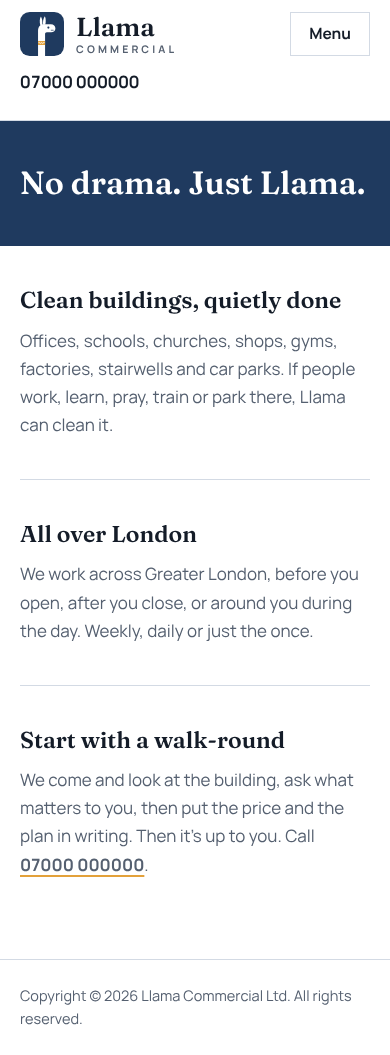 Llama
COMMERCIAL
Menu
07000 000000
No drama. Just Llama.
Clean buildings, quietly done
Offices, schools, churches, shops, gyms,
factories, stairwells and car parks. If people
work, learn, pray, train or park there, Llama
can clean it.
All over London
We work across Greater London, before you
open, after you close, or around you during
the day. Weekly, daily or just the once.
Start with a walk-round
We come and look at the building, ask what
matters to you, then put the price and the
plan in writing. Then it's up to you. Call
07000 000000.
Copyright © 2026 Llama Commercial Ltd. All rights
reserved.